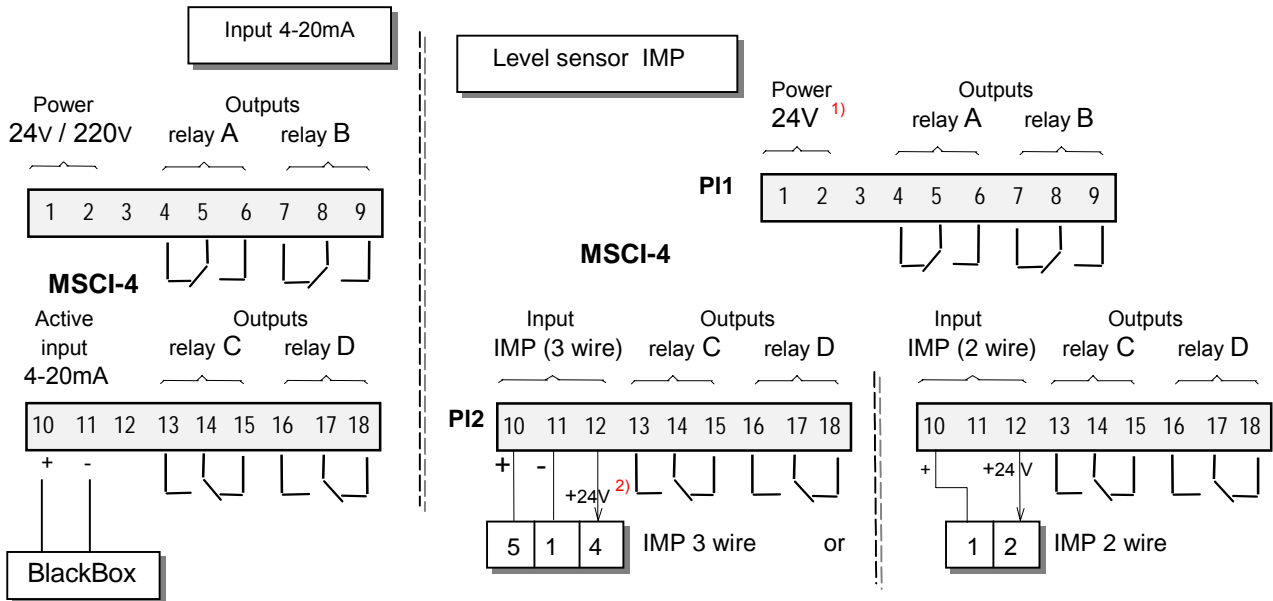 Input 4-20mA
Power
24V / 220V
Outputs
relay A relay B
1 2 3 4 5 6 7 8 9
MSCI-4
Active
input
4-20mA
Outputs
relay C relay D
10 11 12 13 14 15 16 17 18
+ -
BlackBox
Level sensor IMP
Power
24V 1)
Outputs
relay A relay B
PI1
1 2 3 4 5 6 7 8 9
MSCI-4
Input
IMP (3 wire)
Outputs
relay C relay D
PI2
10 11 12 13 14 15 16 17 18
+ -
+24V 2)
5 1 4
IMP 3 wire or
Input
IMP (2 wire)
Outputs
relay C relay D
10 11 12 13 14 15 16 17 18
+ +24 V
1 2
IMP 2 wire